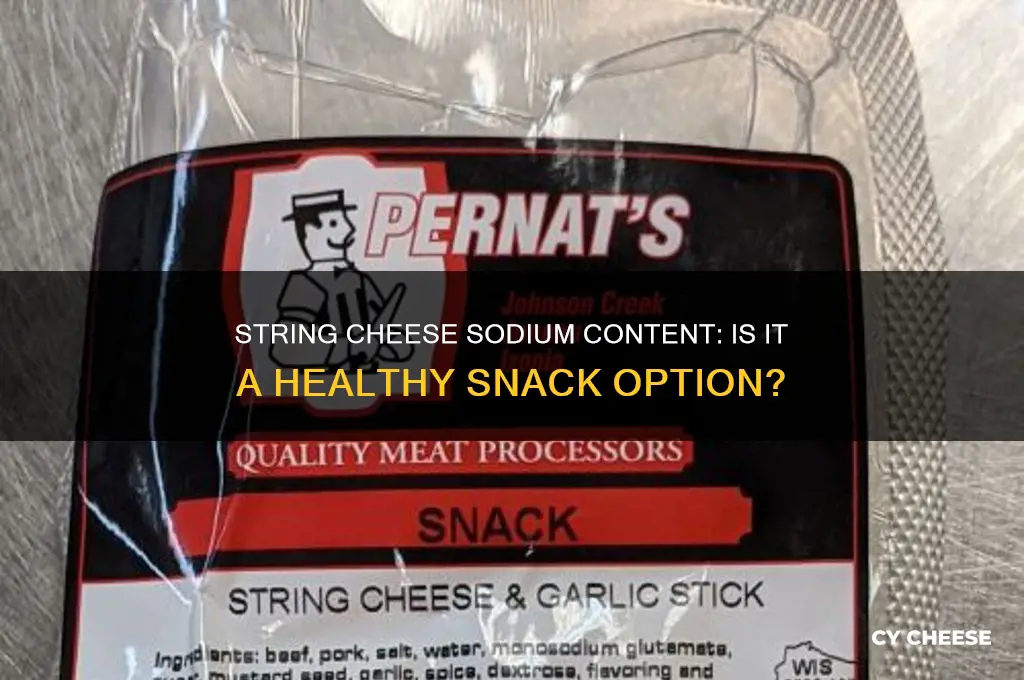 PERNAT'S
Johnson Creek
STRING CHEESE SODIUM CONTENT: IS IT
A HEALTHY SNACK OPTION?
QUALITY MEAT PROCESSORS
SNACK
STRING CHEESE & GARLIC STICK
CY CHEESE
Ingredients: beef, pork, salt, water, monosodium glutamate,
mustard seed, garlic, spice, dextrose, flavoring and
WIS